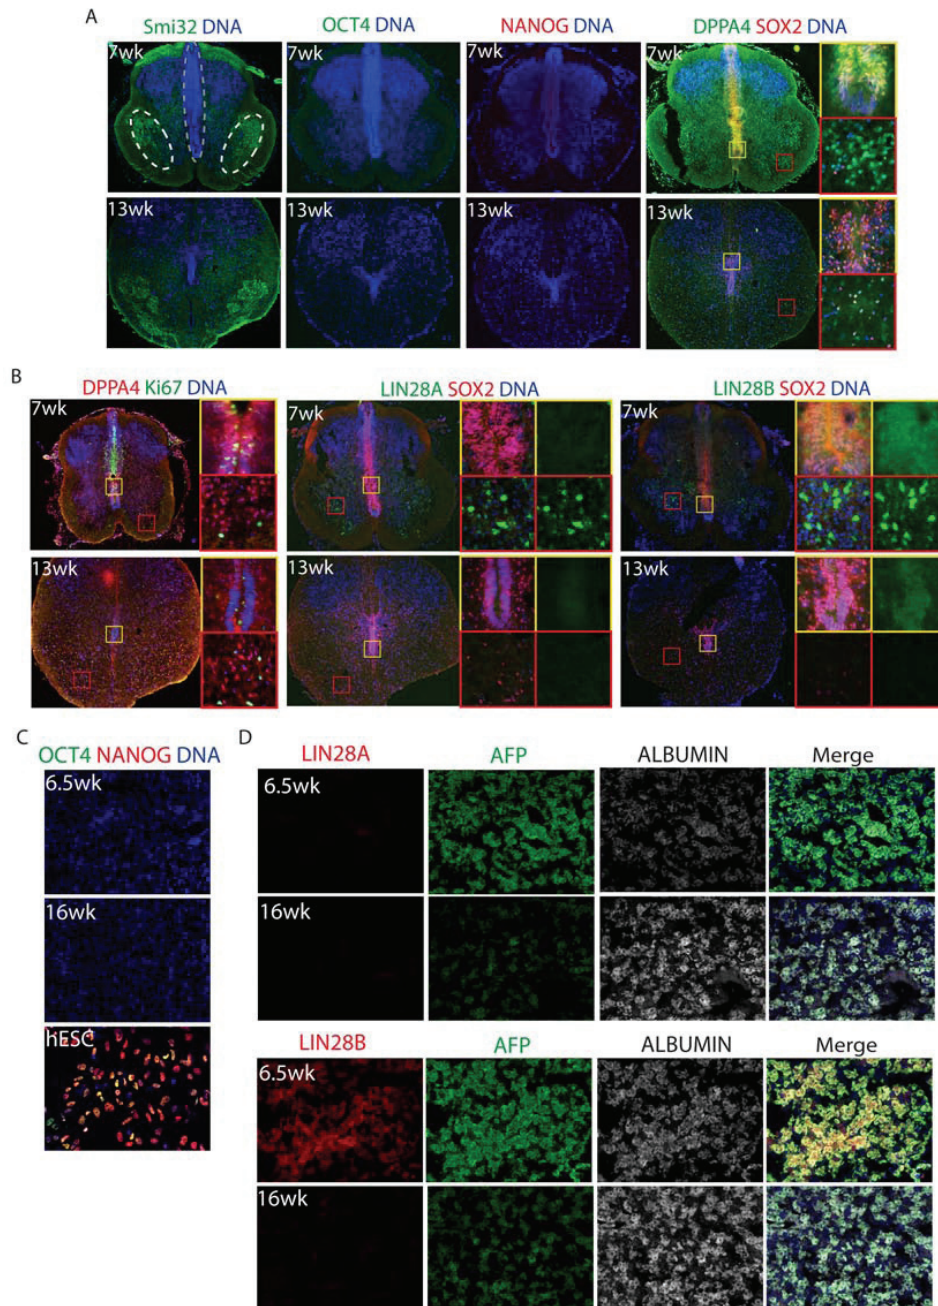 A
Smi32 DNA
OCT4 DNA
NANOG DNA
DPPA4 SOX2 DNA
7wk
7wk
7wk
7wk
13wk
13wk
13wk
13wk
B
DPPA4 Ki67 DNA
LIN28A SOX2 DNA
LIN28B SOX2 DNA
7wk
7wk
7wk
13wk
13wk
13wk
C
OCT4 NANOG DNA
6.5wk
16wk
hESC
D
LIN28A
AFP
ALBUMIN
Merge
6.5wk
16wk
LIN28B
AFP
ALBUMIN
Merge
6.5wk
16wk